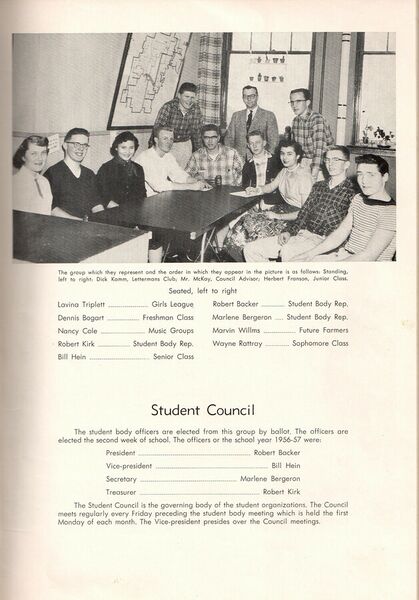 The group which they represent and the order in which they appear in the picture is as follows: Standing,
left to right: Dick Kamm, Lettermans Club; Mr. McKay, Council Advisor; Herbert Franson, Junior Class.
Seated, left to right
Lavina Triplett .................. Girls League
Dennis Bogart ............... Freshman Class
Nancy Cole .................... Music Groups
Robert Kirk ............ Student Body Rep.
Bill Hein ........................ Senior Class
Robert Backer ......... Student Body Rep.
Marlene Bergeron .... Student Body Rep.
Marvin Willms ............... Future Farmers
Wayne Rattray ......... Sophomore Class
Student Council
The student body officers are elected from this group by ballot. The officers are
elected the second week of school. The officers or the school year 1956-57 were:
President ........................................ Robert Backer
Vice-president ........................................ Bill Hein
Secretary ........................................ Marlene Bergeron
Treasurer ........................................ Robert Kirk
The Student Council is the governing body of the student organizations. The Council
meets regularly every Friday preceding the student body meeting which is held the first
Monday of each month. The Vice-president presides over the Council meetings.